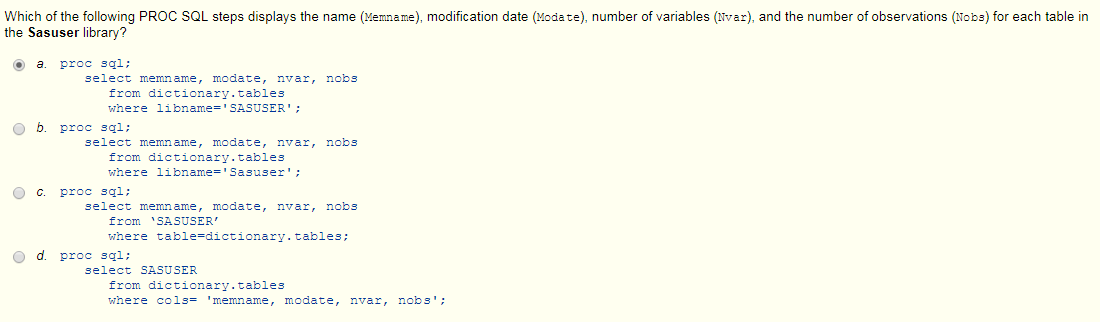 Which of the following PROC SQL steps displays the name (Memname), modification date (Modate), number of variables (Nvar), and the number of observations (Nobs) for each table in
the Sasuser library?
a. proc sql;
select memname, modate, nvar, nobs
from dictionary.tables
where libname='SASUSER';
b. proc sql;
select memname, modate, nvar, nobs
from dictionary.tables
where libname='Sasuser';
c. proc sql;
select memname, modate, nvar, nobs
from ‘SASUSER’
where table=dictionary.tables;
d. proc sql;
select SASUSER
from dictionary.tables
where cols= 'memname, modate, nvar, nobs';